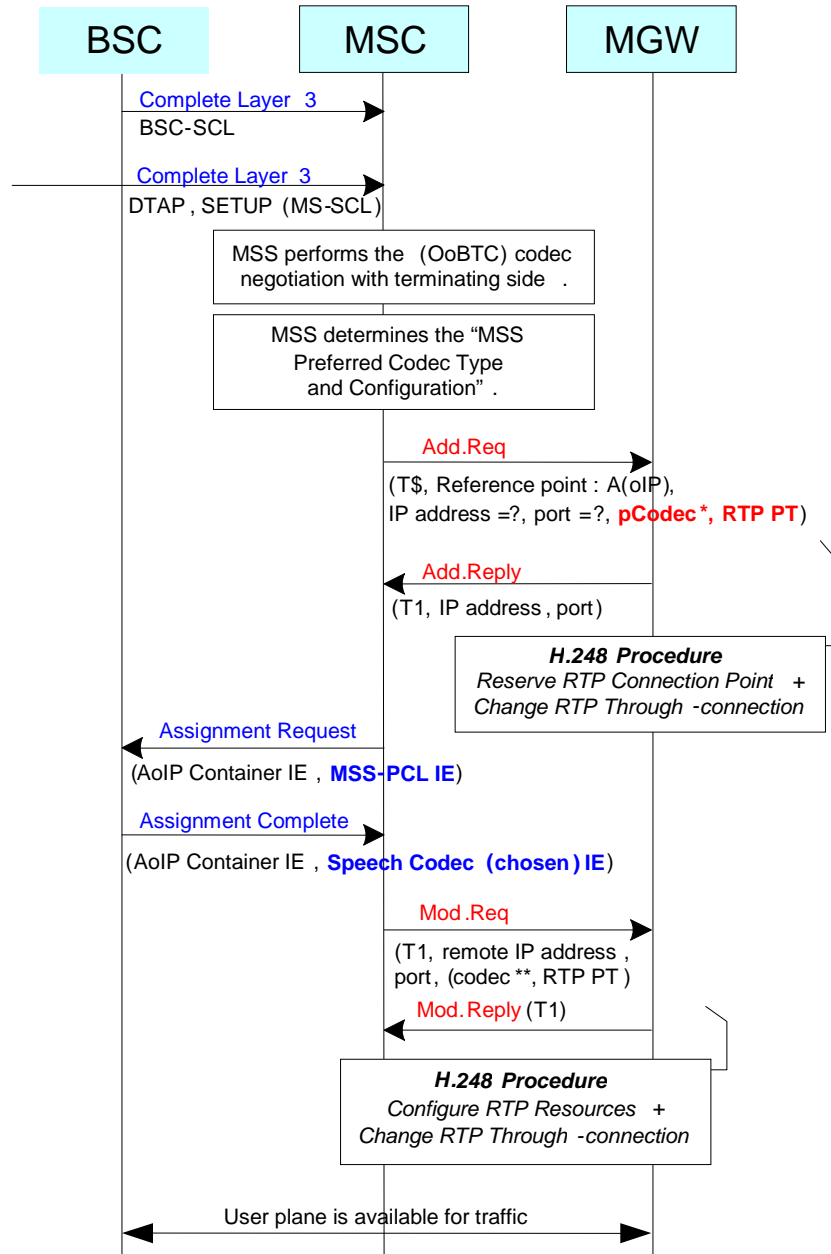 BSC
MSC
MGW
Complete Layer 3
BSC-SCL
Complete Layer 3
DTAP, SETUP (MS-SCL)
MSS performs the (OoBTC) codec
negotiation with terminating side .
MSS determines the “MSS
Preferred Codec Type
and Configuration” .
Add.Req
(T$, Reference point : A(oIP),
IP address =?, port =?, pCodec*, RTP PT)
Add.Reply
(T1, IP address, port)
H.248 Procedure
Reserve RTP Connection Point +
Change RTP Through -connection
Assignment Request
(AoIP Container IE , MSS-PCL IE)
Assignment Complete
(AoIP Container IE , Speech Codec (chosen) IE)
Mod.Req
(T1, remote IP address ,
port, (codec **, RTP PT )
Mod.Reply (T1)
H.248 Procedure
Configure RTP Resources +
Change RTP Through -connection
User plane is available for traffic